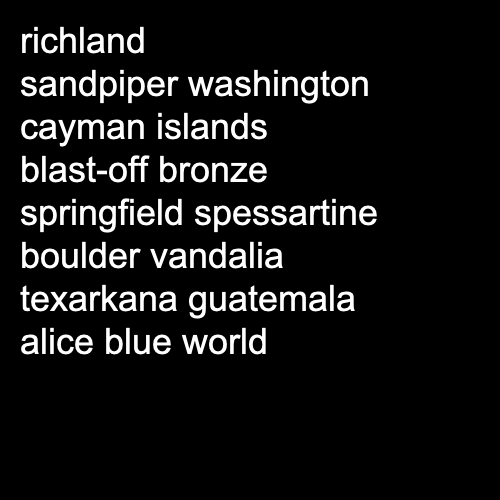 richland
sandpiper washington
cayman islands
blast-off bronze
springfield spessartine
boulder vandalia
texarkana guatemala
alice blue world